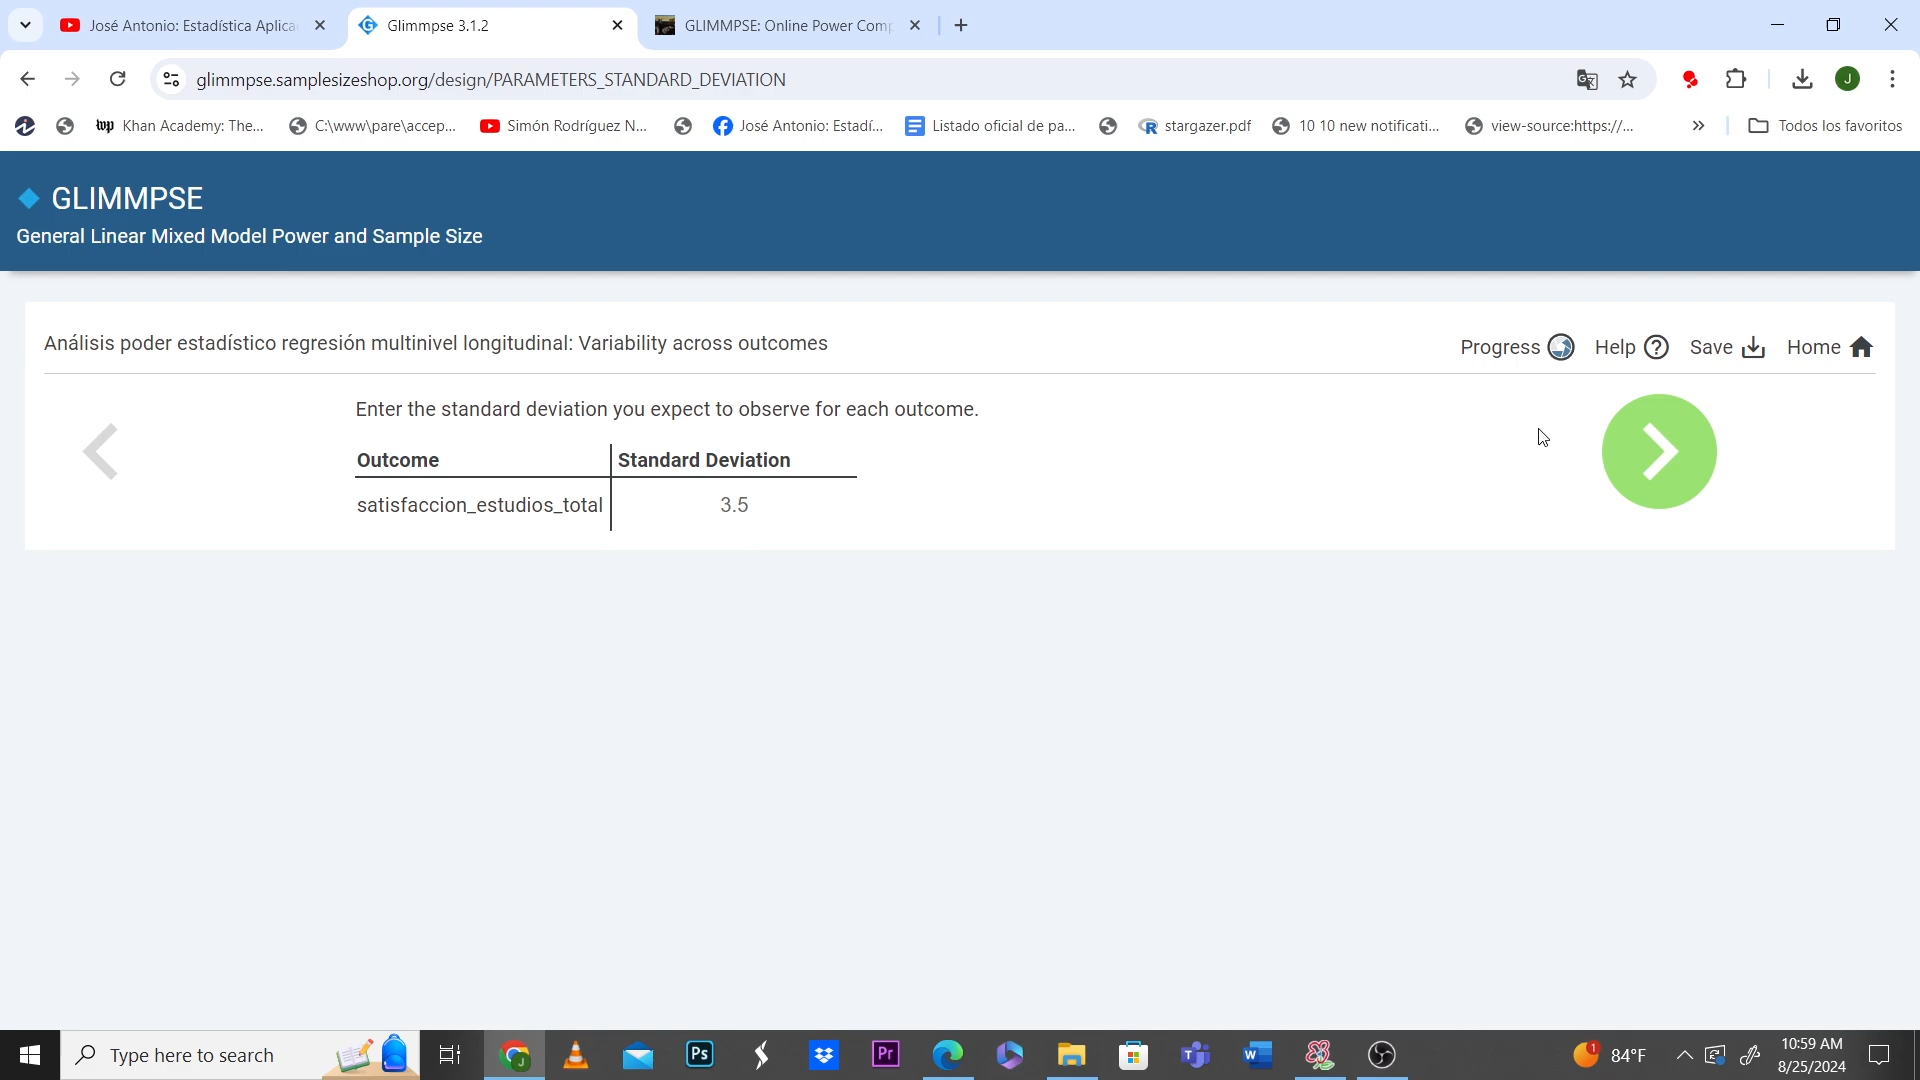 José Antonio: Estadística Aplica
Glimmpse 3.1.2
GLIMMPSE: Online Power Comp
glimmpse.samplesizeshop.org/design/PARAMETERS_STANDARD_DEVIATION
J
wp Khan Academy: The...
C:\www\pare\accep...
Simón Rodríguez N...
José Antonio: Estadí...
Listado oficial de pa...
stargazer.pdf
10 10 new notificati...
view-source:https://...
»
Todos los favoritos
GLIMMPSE
General Linear Mixed Model Power and Sample Size
Análisis poder estadístico regresión multinivel longitudinal: Variability across outcomes
Progress
Help
Save
Home
Enter the standard deviation you expect to observe for each outcome.
Outcome Standard Deviation
satisfaccion_estudios_total 3.5
Type here to search
Ps
Pr
1
84°F
10:59 AM
8/25/2024